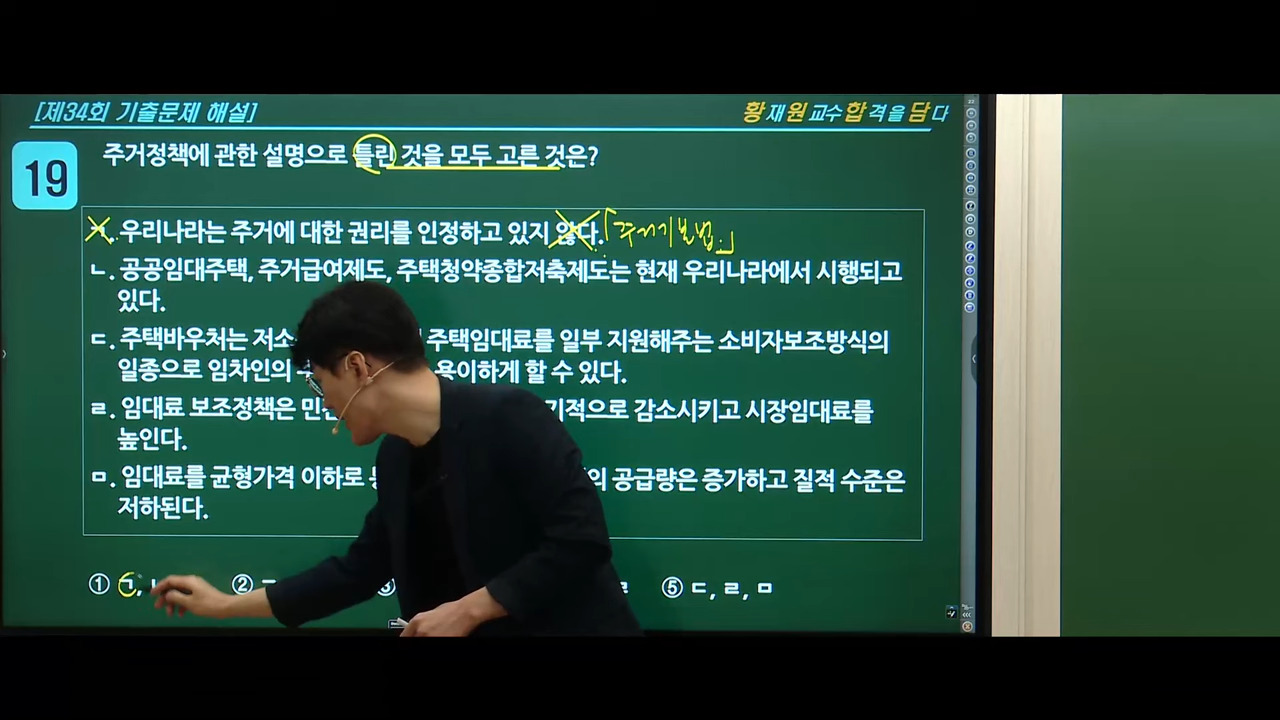 [제34회 기출문제 해설]
황재원 교수 합격을 담다
19
주거정책에 관한 설명으로 틀린 것을 모두 고른 것은?
ㄱ. 우리나라는 주거에 대한 권리를 인정하고 있지 않다. 「주거기본법」
ㄴ. 공공임대주택, 주거급여제도, 주택청약종합저축제도는 현재 우리나라에서 시행되고
있다.
ㄷ. 주택바우처는 저소 주택임대료를 일부 지원해주는 소비자보조방식의
일종으로 임차인의 용이하게 할 수 있다.
ㄹ. 임대료 보조정책은 민간 기적으로 감소시키고 시장임대료를
높인다.
ㅁ. 임대료를 균형가격 이하로 의 공급량은 증가하고 질적 수준은
저하된다.
① ㄱ, ② ③ ㄹ ⑤ ㄷ, ㄹ, ㅁ